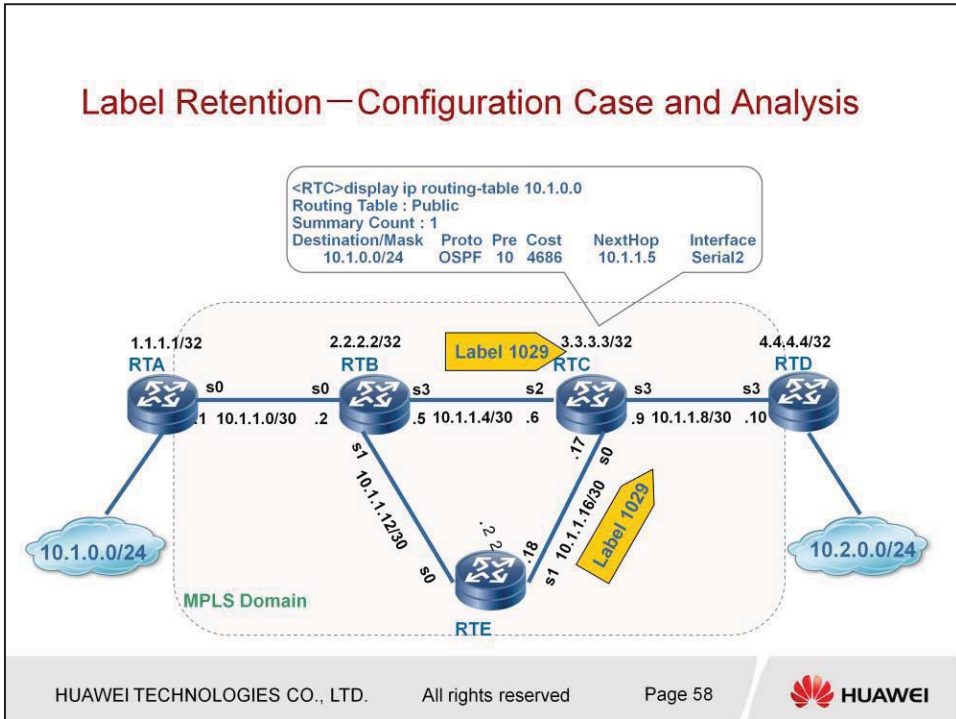 Label Retention—Configuration Case and Analysis
<RTC>display ip routing-table 10.1.0.0
Routing Table : Public
Summary Count : 1
Destination/Mask Proto Pre Cost NextHop Interface
10.1.0.0/24 OSPF 10 4686 10.1.1.5 Serial2
1.1.1.1/32
RTA
2.2.2.2/32
RTB
Label 1029
3.3.3.3/32
RTC
4.4.4.4/32
RTD
s0
s0
s3
s2
s3
s3
.1 10.1.1.0/30 .2
.5 10.1.1.4/30 .6
.9 10.1.1.8/30 .10
s1 10.1.1.12/30 s0
.17 s0
.18 s1 10.1.1.16/30
Label 1029
.2 2
10.1.0.0/24
10.2.0.0/24
MPLS Domain
RTE
HUAWEI TECHNOLOGIES CO., LTD. All rights reserved Page 58 HUAWEI